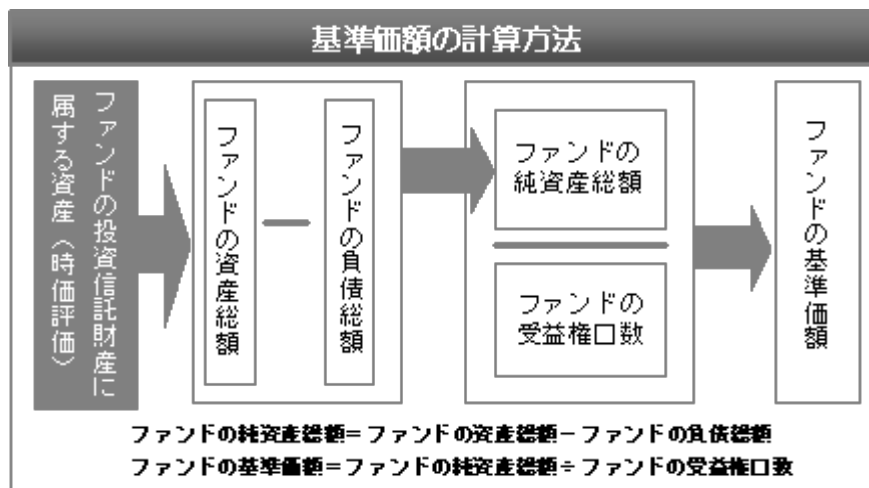 基準価額の計算方法
ファンドの投資信託財産に
属する資産（時価評価）
ファンドの資産総額
ー
ファンドの負債総額
ファンドの
純資産総額
ファンドの
受益権口数
ファンドの基準価額
ファンドの純資産総額＝ファンドの資産総額－ファンドの負債総額
ファンドの基準価額＝ファンドの純資産総額÷ファンドの受益権口数